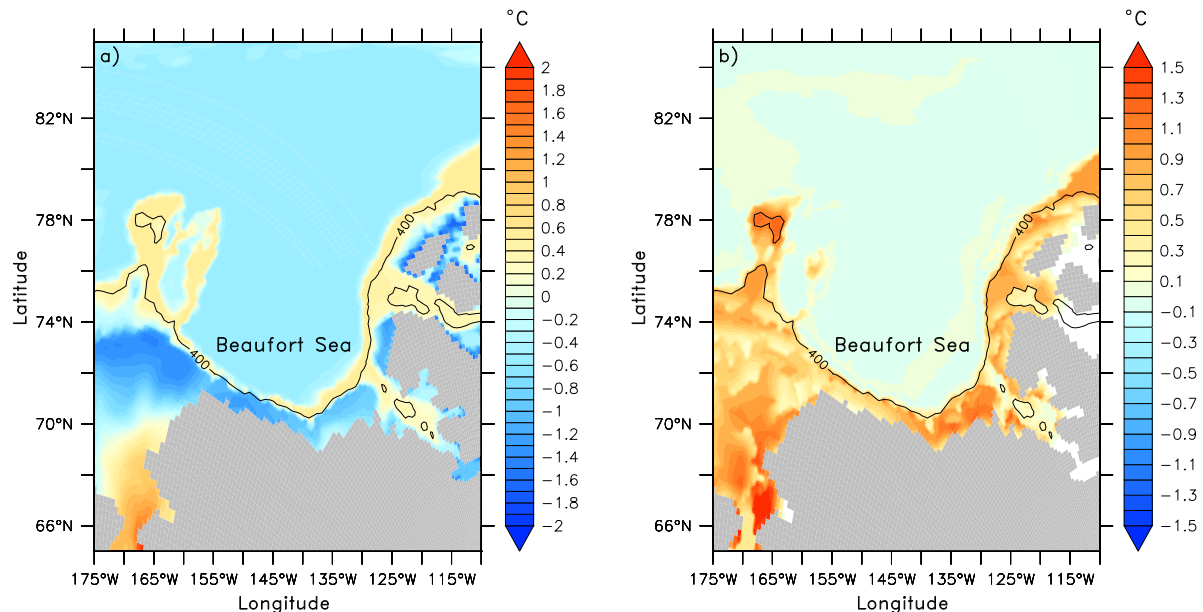 °C
a)
2
1.8
1.6
1.4
1.2
1
0.8
0.6
0.4
0.2
0
−0.2
−0.4
−0.6
−0.8
−1
−1.2
−1.4
−1.6
−1.8
−2
82°N
78°N
74°N
70°N
66°N
Latitude
400
400
Beaufort Sea
175°W 165°W 155°W 145°W 135°W 125°W 115°W
Longitude
°C
b)
1.5
1.3
1.1
0.9
0.7
0.5
0.3
0.1
−0.1
−0.3
−0.5
−0.7
−0.9
−1.1
−1.3
−1.5
82°N
78°N
74°N
70°N
66°N
Latitude
400
400
Beaufort Sea
175°W 165°W 155°W 145°W 135°W 125°W 115°W
Longitude